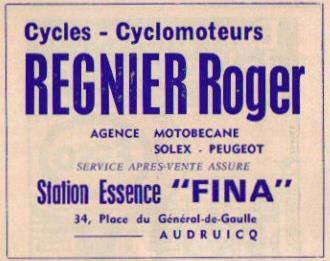 Cycles - Cyclomoteurs
REGNIER Roger
AGENCE MOTOBECANE
SOLEX - PEUGEOT
SERVICE APRES-VENTE ASSURE
Station Essence "FINA"
34, Place du Général-de-Gaulle
AUDRUICQ